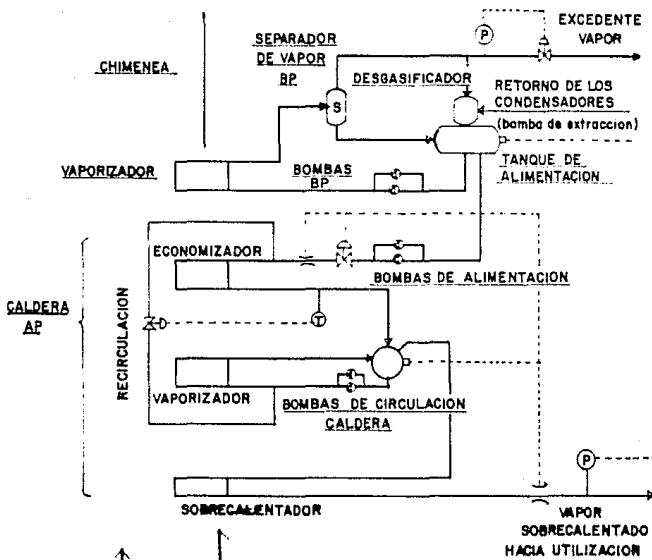 EXCEDENTE
VAPOR
P
SEPARADOR
DE VAPOR
BP
CHIMENEA
DESGASIFICADOR
RETORNO DE LOS
CONDENSADORES
(bomba de extraccion)
S
TANQUE DE
ALIMENTACION
VAPORIZADOR
BOMBAS
BP
ECONOMIZADOR
BOMBAS DE ALIMENTACION
CALDERA
AP
RECIRCULACION
T
VAPORIZADOR
BOMBAS DE CIRCULACION
CALDERA
P
SOBRECALENTADOR
VAPOR
SOBRECALENTADO
HACIA UTILIZACION